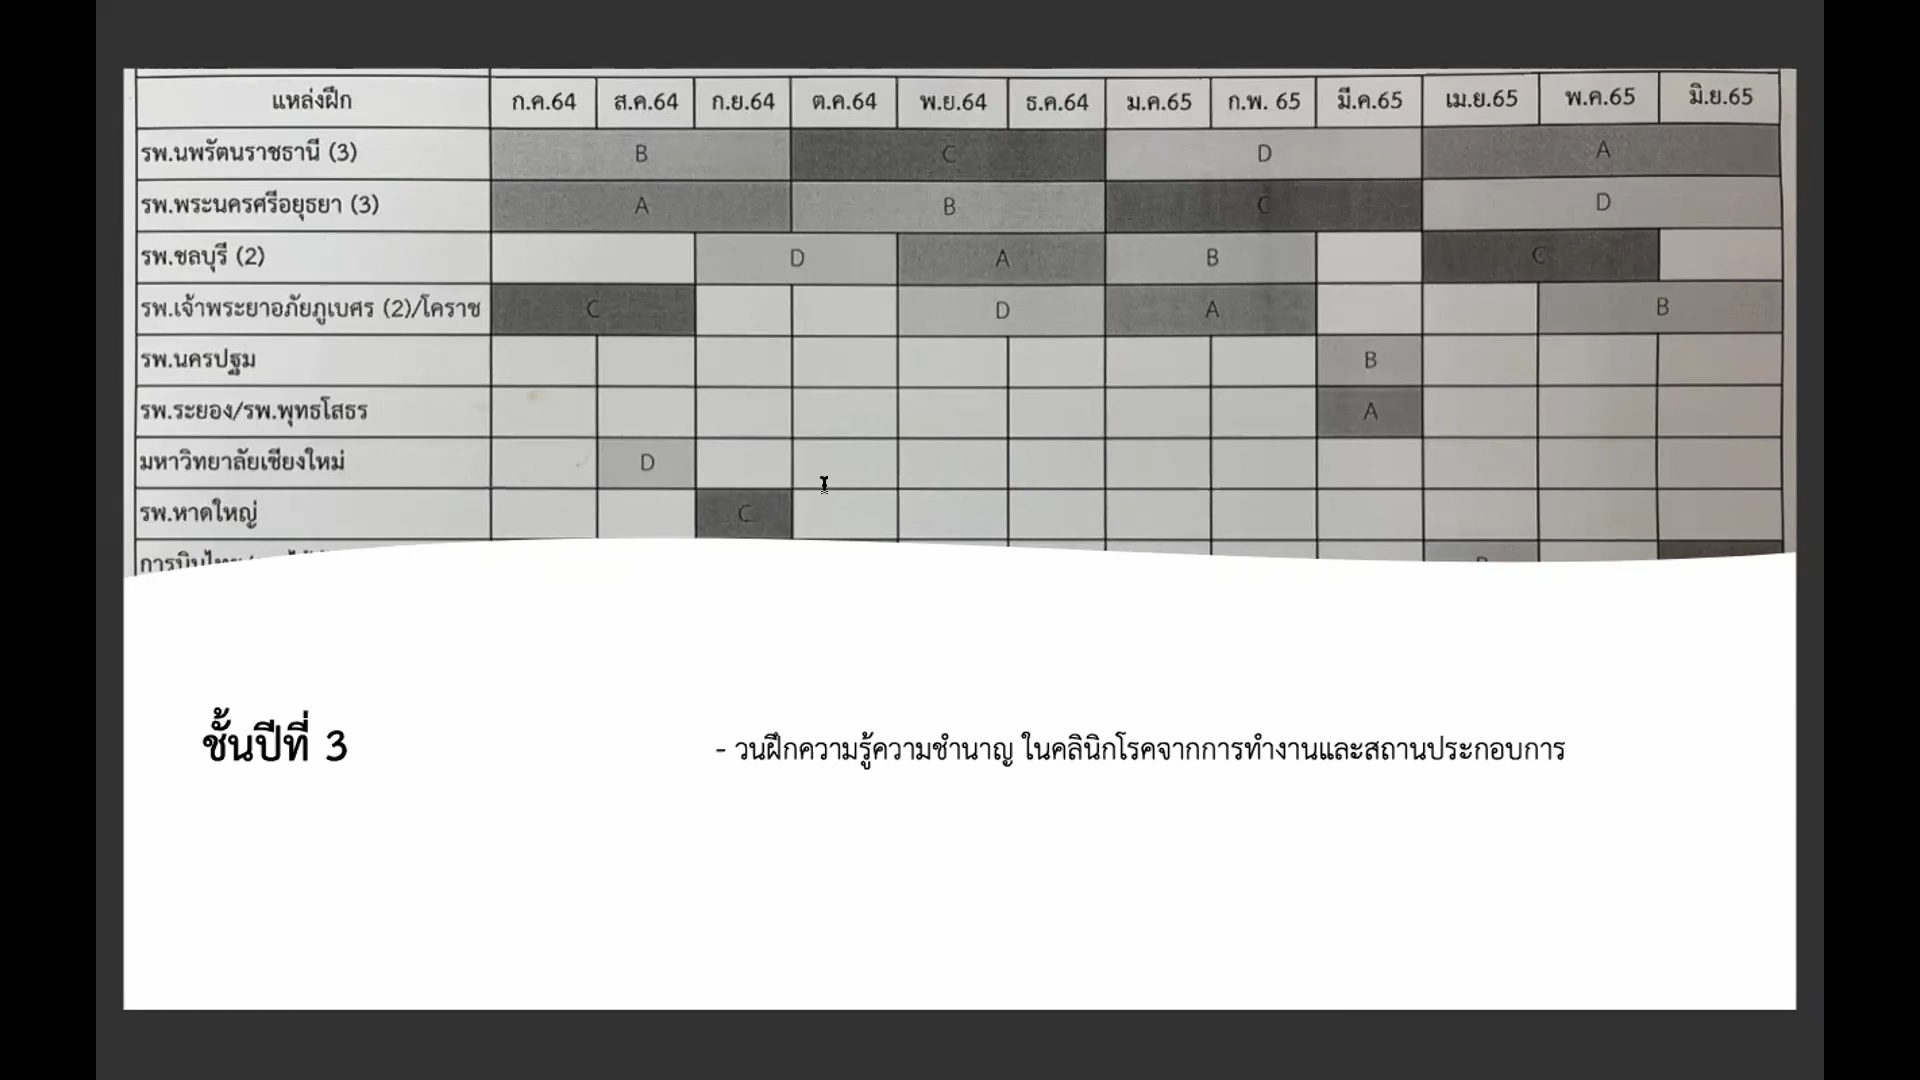 แหล่งฝึก ก.ค.64 ส.ค.64 ก.ย.64 ต.ค.64 พ.ย.64 ธ.ค.64 ม.ค.65 ก.พ. 65 มี.ค.65 เม.ย.65 พ.ค.65 มิ.ย.65
รพ.นพรัตนราชธานี (3) B C D A
รพ.พระนครศรีอยุธยา (3) A B C D
รพ.ชลบุรี (2) D A B C
รพ.เจ้าพระยาอภัยภูเบศร (2)/โคราช C D A B
รพ.นครปฐม B
รพ.ระยอง/รพ.พุทธโสธร A
มหาวิทยาลัยเชียงใหม่ D
รพ.หาดใหญ่ C
ชั้นปีที่ 3
- วนฝึกความรู้ความชำนาญ ในคลินิกโรคจากการทำงานและสถานประกอบการ